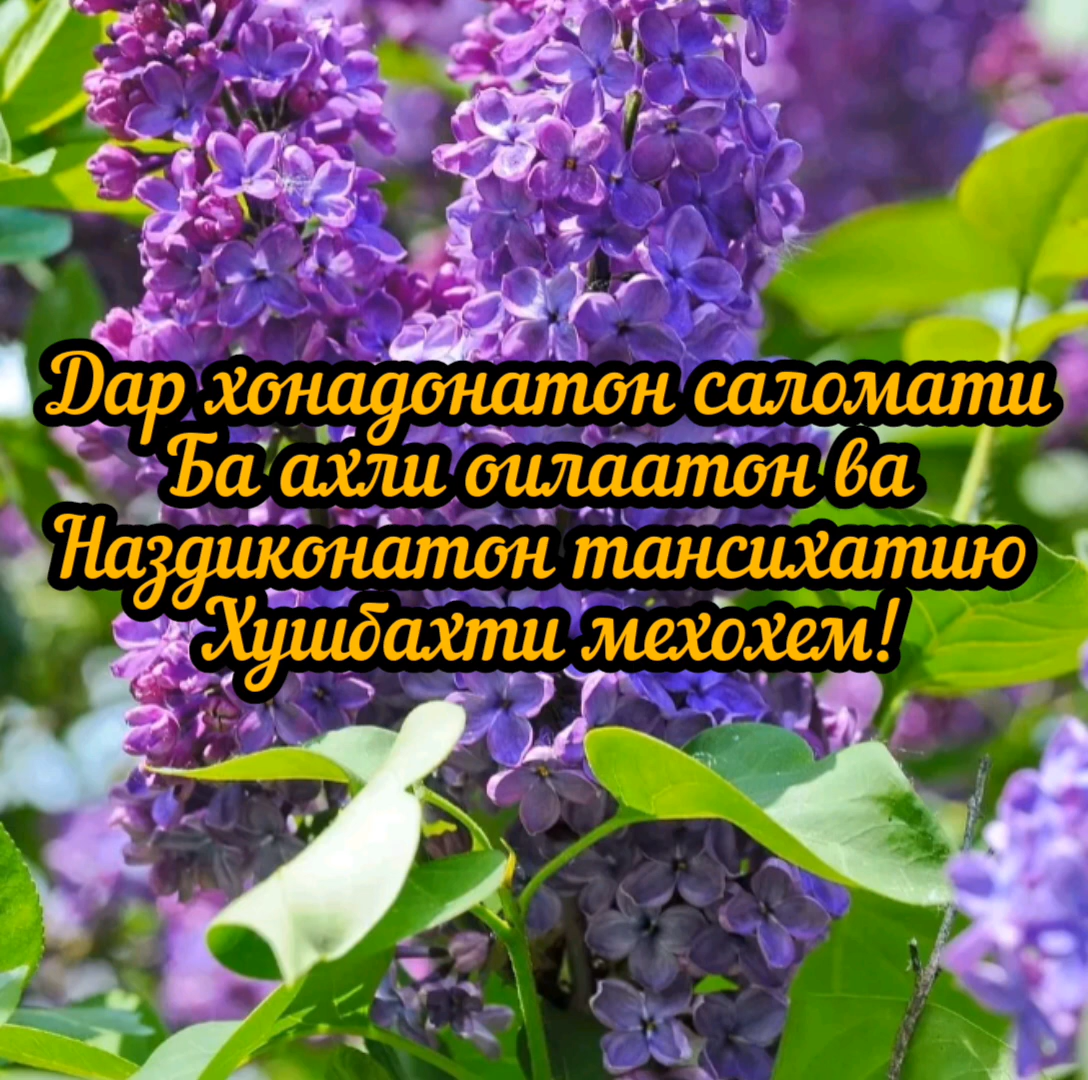 Дар хонадонатон саломати
Ба ахли оилаатон ва
Наздиконатон тансихатию
Хушбахти мехохем!